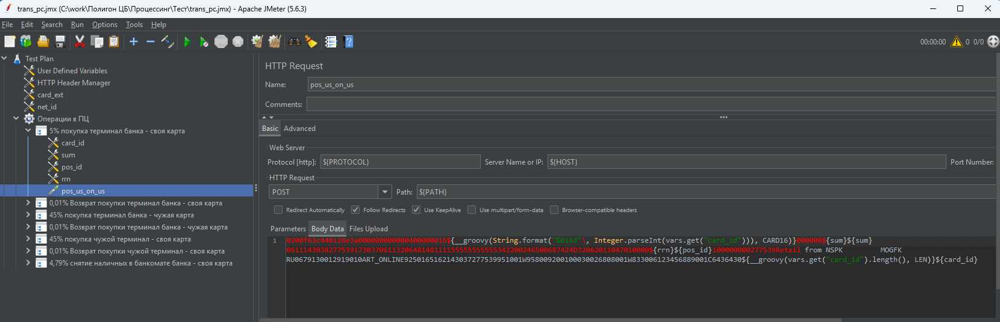 trans_pc.jmx (C:\work\Полигон ЦБ\Процессинг\Тест\trans_pc.jmx) - Apache JMeter (5.6.3)
File Edit Search Run Options Tools Help
00:00:00 0 0/0
Test Plan
User Defined Variables
HTTP Header Manager
card_ext
net_id
Операции в ПЦ
5% покупка терминал банка - своя карта
card_id
sum
pos_id
rrn
pos_us_on_us
0,01% Возврат покупки терминал банка - своя карта
45% покупка терминал банка - чужая карта
0,01% Возврат покупки терминал банка - чужая карта
45% покупка чужой терминал - своя карта
0,01% Возврат покупки чужой терминал - своя карта
4,79% снятие наличных в банкомате банка - своя карта
HTTP Request
Name: pos_us_on_us
Comments:
Basic Advanced
Web Server
Protocol [http]: ${PROTOCOL} Server Name or IP: ${HOST} Port Number:
HTTP Request
POST Path: ${PATH}
Redirect Automatically Follow Redirects Use KeepAlive Use multipart/form-data Browser-compatible headers
Parameters Body Data Files Upload
1 0200f63c440128e3a0000000000000400000016${__groovy(String.format("%016d"\, Integer.parseInt(vars.get("card_id"))), CARD16)}000000${sum}${sum}
${rrn}${pos_id}100000000277539Retail from NSPK MOGFK
${__groovy(vars.get("card_id").length(), LEN)}${card_id}